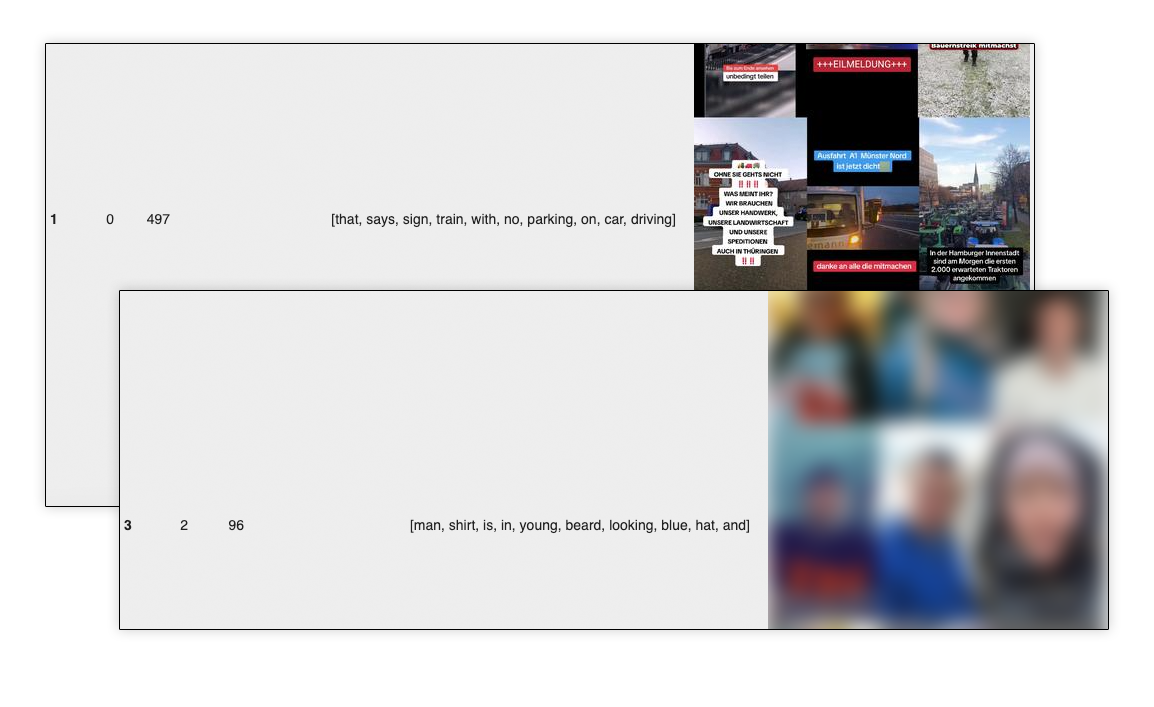 Bis zum Ende ansehen
unbedingt teilen
+++EILMELDUNG+++
Bauernstreik mitmachst
OHNE SIE GEHTS NICHT
‼️‼️‼️
WAS MEINT IHR?
WIR BRAUCHEN
UNSER HANDWERK,
UNSERE LANDWIRTSCHAFT
UND UNSERE
SPEDITIONEN
AUCH IN THÜRINGEN
‼️‼️
Ausfahrt A1 Münster Nord
ist jetzt dicht
danke an alle die mitmachen
In der Hamburger Innenstadt
sind am Morgen die ersten
2.000 erwarteten Traktoren
angekommen
1 0 497 [that, says, sign, train, with, no, parking, on, car, driving]
3 2 96 [man, shirt, is, in, young, beard, looking, blue, hat, and]